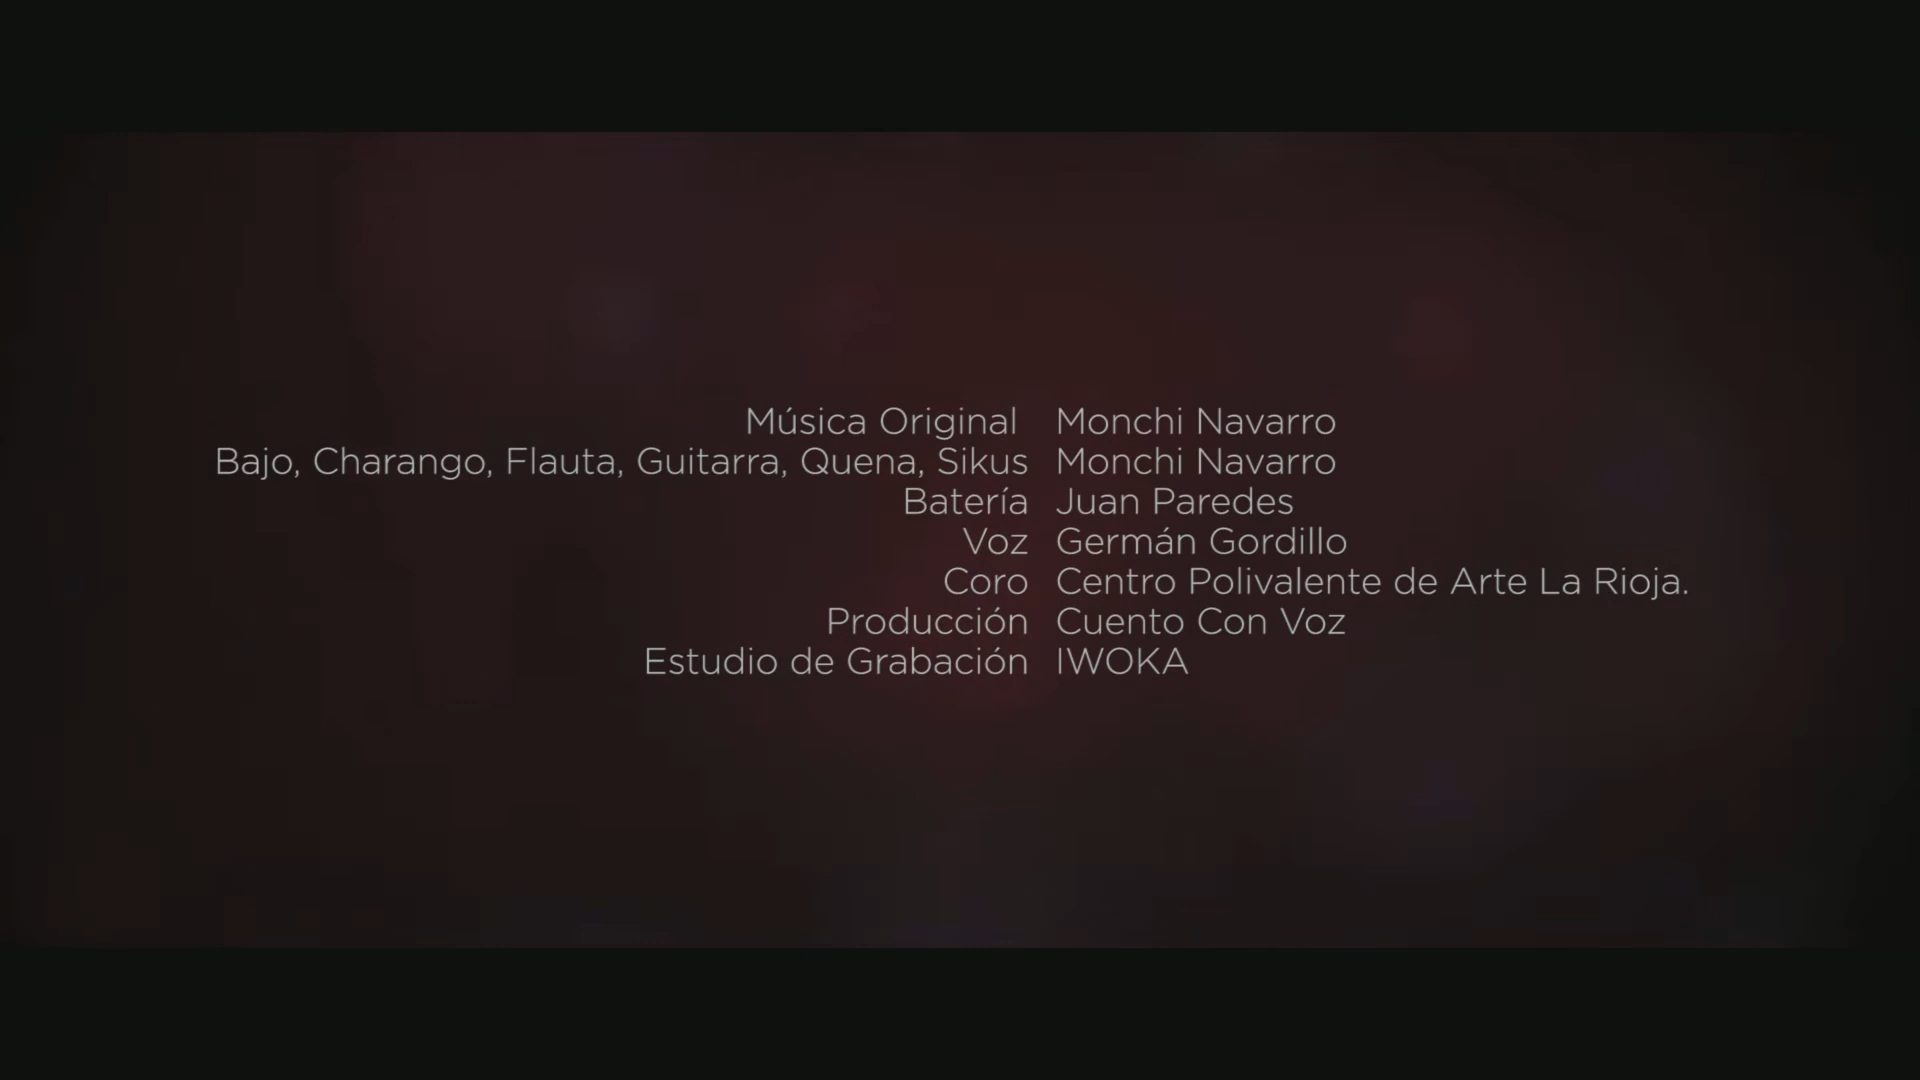 Música Original Monchi Navarro
Bajo, Charango, Flauta, Guitarra, Quena, Sikus Monchi Navarro
Batería Juan Paredes
Voz Germán Gordillo
Coro Centro Polivalente de Arte La Rioja.
Producción Cuento Con Voz
Estudio de Grabación IWOKA